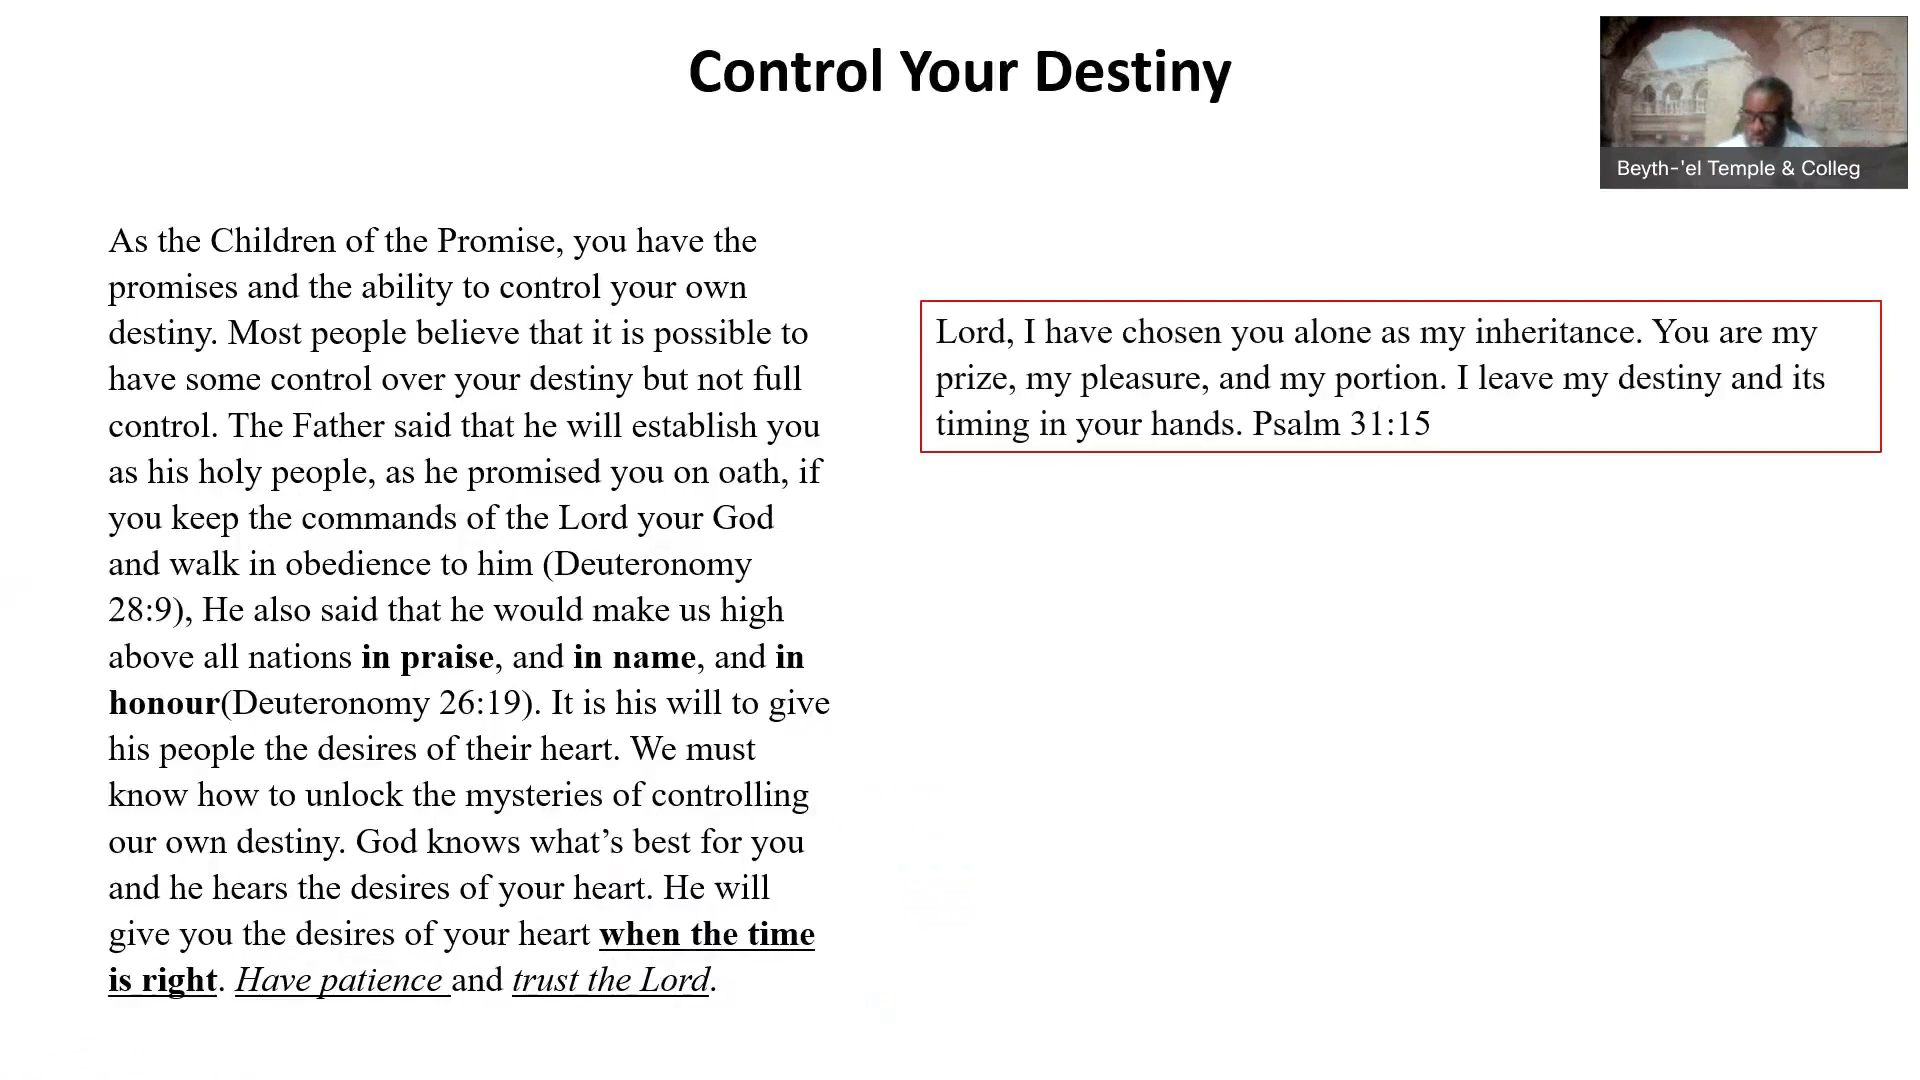 Control Your Destiny
Beyth-'el Temple & Colleg
As the Children of the Promise, you have the
promises and the ability to control your own
destiny. Most people believe that it is possible to
have some control over your destiny but not full
control. The Father said that he will establish you
as his holy people, as he promised you on oath, if
you keep the commands of the Lord your God
and walk in obedience to him (Deuteronomy
28:9), He also said that he would make us high
above all nations in praise, and in name, and in
honour(Deuteronomy 26:19). It is his will to give
his people the desires of their heart. We must
know how to unlock the mysteries of controlling
our own destiny. God knows what’s best for you
and he hears the desires of your heart. He will
give you the desires of your heart when the time
is right. Have patience and trust the Lord.
Lord, I have chosen you alone as my inheritance. You are my
prize, my pleasure, and my portion. I leave my destiny and its
timing in your hands. Psalm 31:15